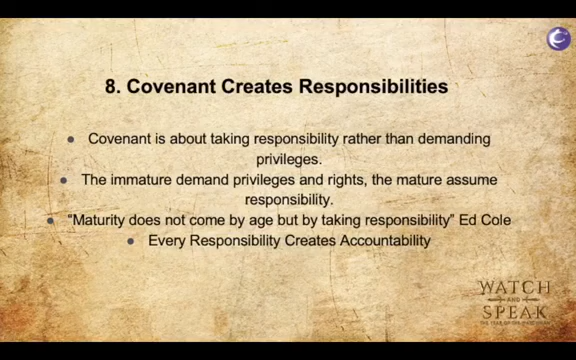 8. Covenant Creates Responsibilities
● Covenant is about taking responsibility rather than demanding
privileges.
● The immature demand privileges and rights, the mature assume
responsibility.
● “Maturity does not come by age but by taking responsibility” Ed Cole
● Every Responsibility Creates Accountability
WATCH
AND
SPEAK